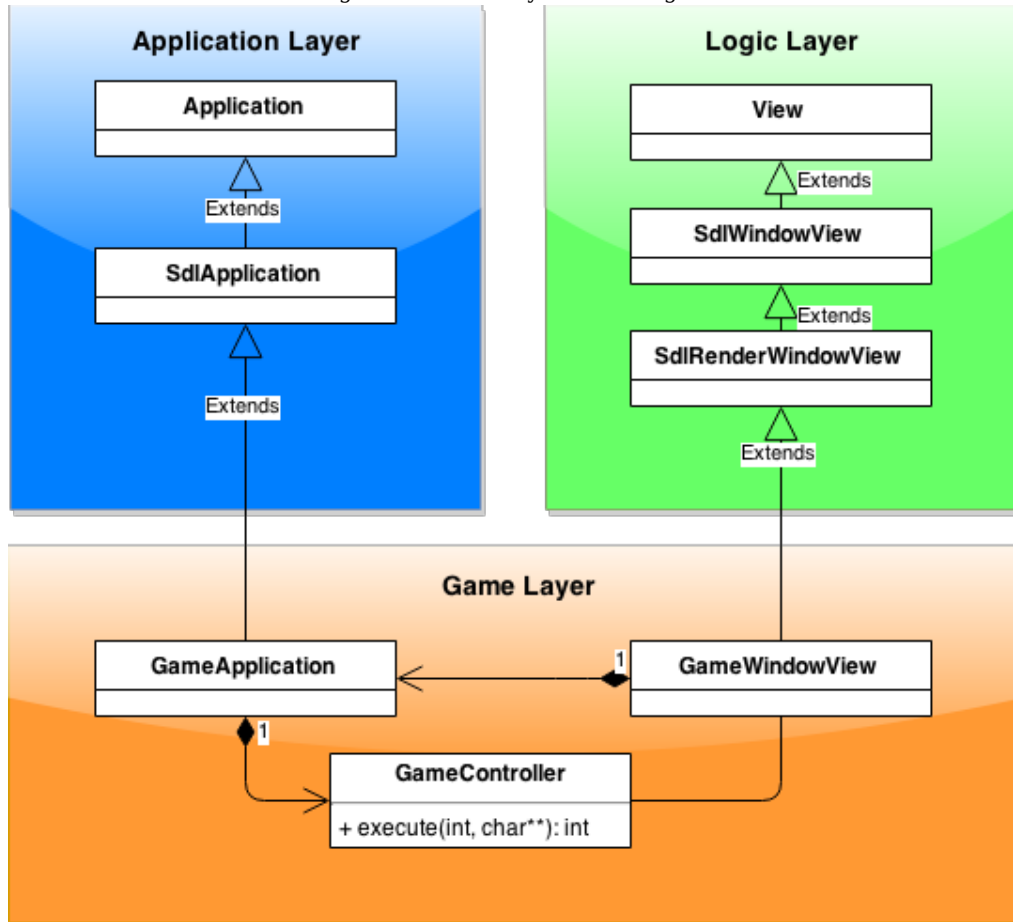 Application Layer
Application
Extends
SdlApplication
Extends
Logic Layer
View
Extends
SdlWindowView
Extends
SdlRenderWindowView
Extends
Game Layer
GameApplication
1
GameWindowView
1
GameController
+ execute(int, char**): int